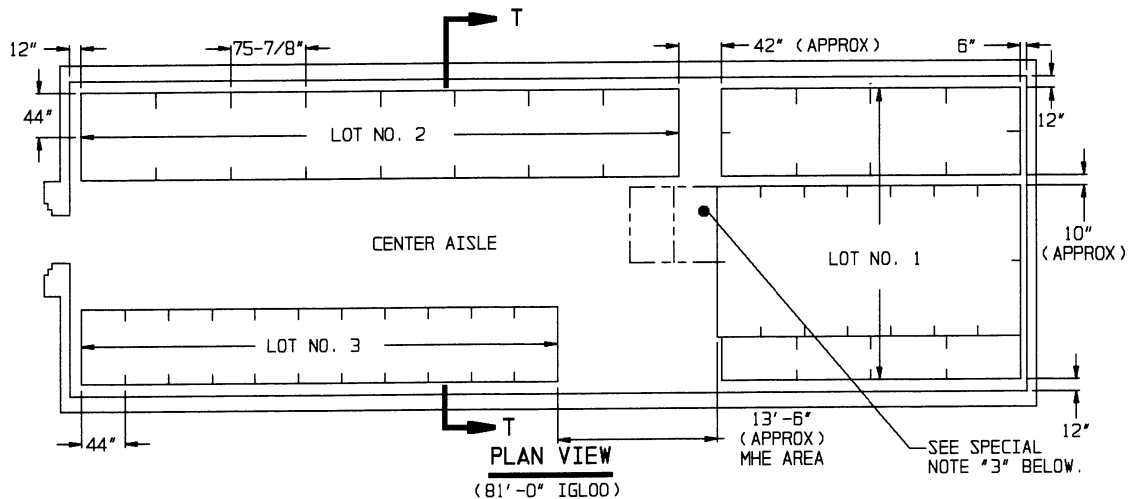 T
12"
75-7/8"
42" (APPROX)
6"
44"
LOT NO. 2
12"
CENTER AISLE
10"
(APPROX)
LOT NO. 1
LOT NO. 3
44"
T
13'-6"
(APPROX)
MHE AREA
12"
SEE SPECIAL
NOTE "3" BELOW.
PLAN VIEW
(81'-0" IGLOO)